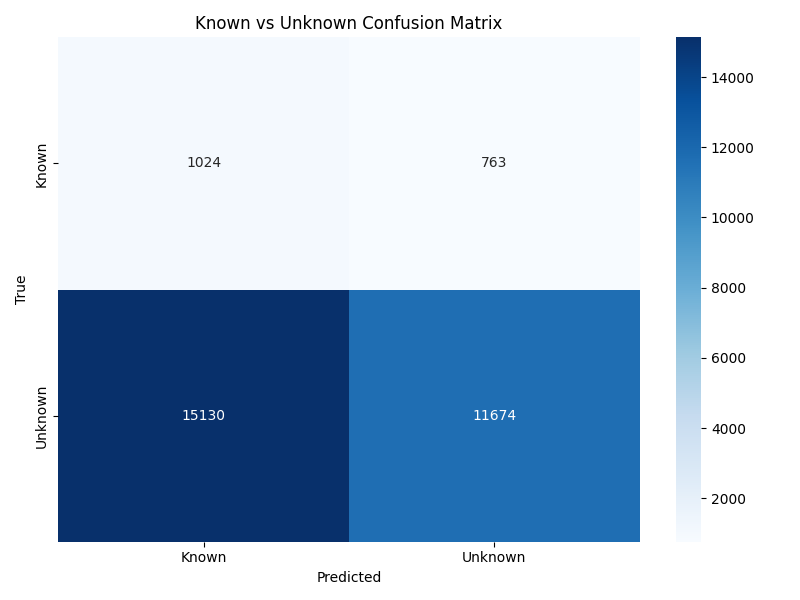 Known vs Unknown Confusion Matrix
Known
1024
763
14000
12000
10000
8000
6000
4000
2000
True
Unknown
15130
11674
Known
Unknown
Predicted